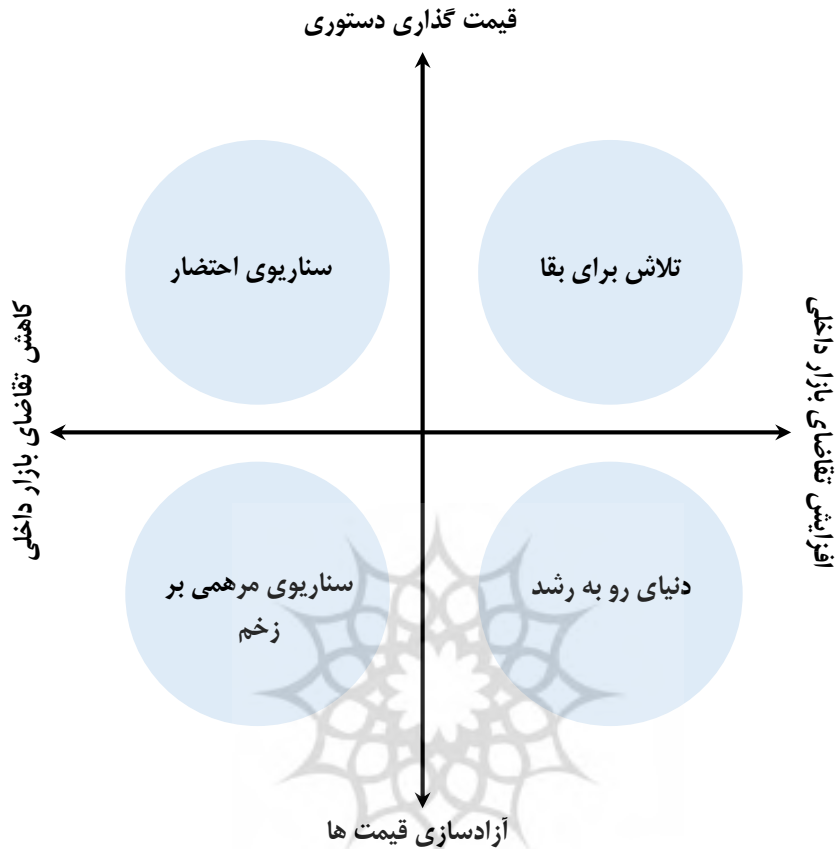 قیمت گذاری دستوری
تلاش برای بقا
سناریوی احتضار
افزایش تقاضای بازار داخلی
کاهش تقاضای بازار داخلی
دنیای رو به رشد
سناریوی مرهمی بر
زخم
آزادسازی قیمت ها